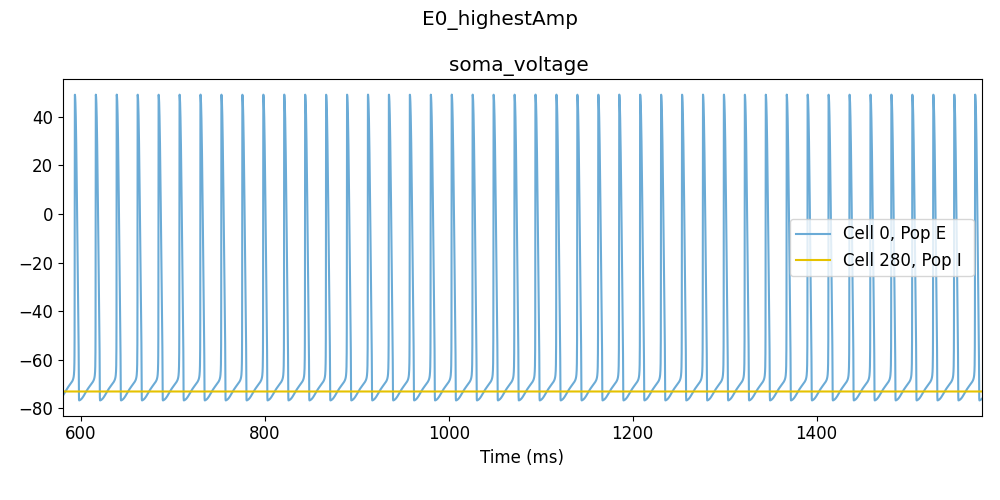 E0_highestAmp
soma_voltage
40
20
0
−20
−40
−60
−80
Cell 0, Pop E
Cell 280, Pop I
600 800 1000 1200 1400
Time (ms)